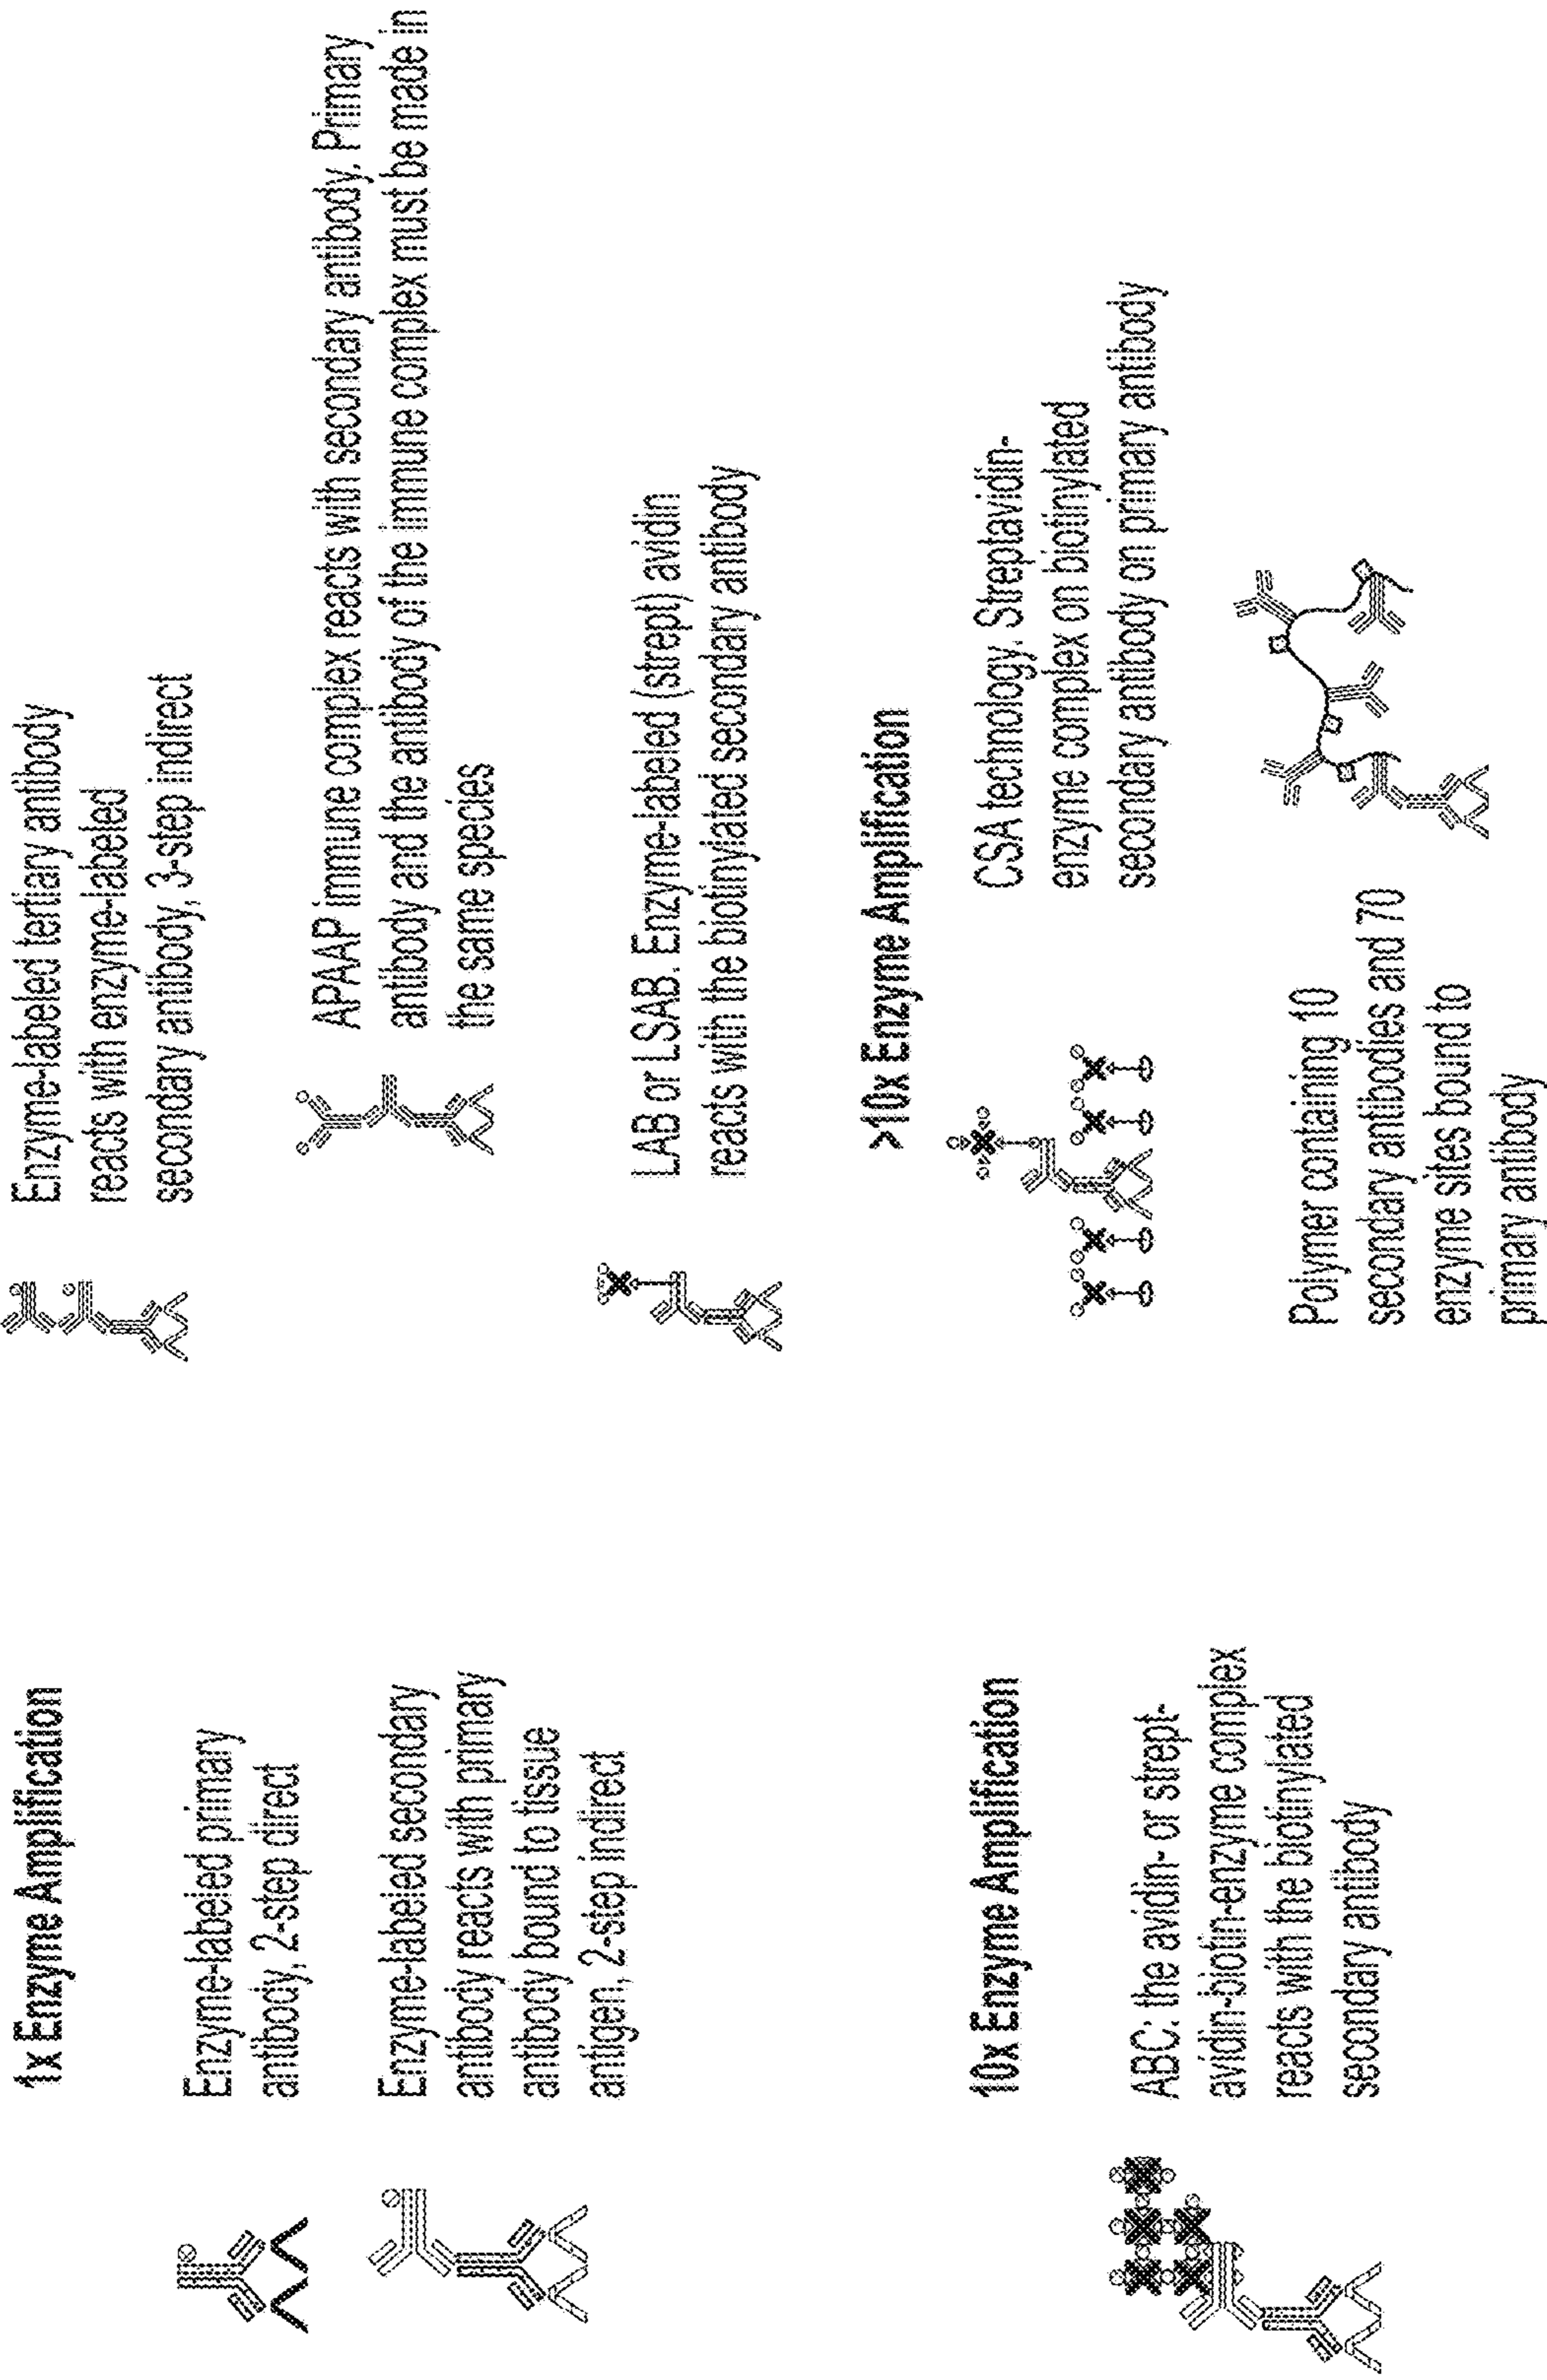 1x Enzyme Amplification
Enzyme-labeled primary
antibody, 2-step direct
Enzyme-labeled secondary
antibody reacts with primary
antibody bound to tissue
antigen, 2-step indirect
10x Enzyme Amplification
ABC: the avidin- or strept-
avidin-biotin-enzyme complex
reacts with the biotinylated
secondary antibody
Enzyme-labeled tertiary antibody
reacts with enzyme-labeled
secondary antibody, 3-step indirect
APAAP immune complex reacts with secondary antibody. Primary
antibody and the antibody of the immune complex must be made in
the same species
LAB or LSAB. Enzyme-labeled (strept) avidin
reacts with the biotinylated secondary antibody
>10x Enzyme Amplification
CSA technology. Streptavidin-
enzyme complex on biotinylated
secondary antibody on primary antibody
Polymer containing 10
secondary antibodies and 70
enzyme sites bound to
primary antibody